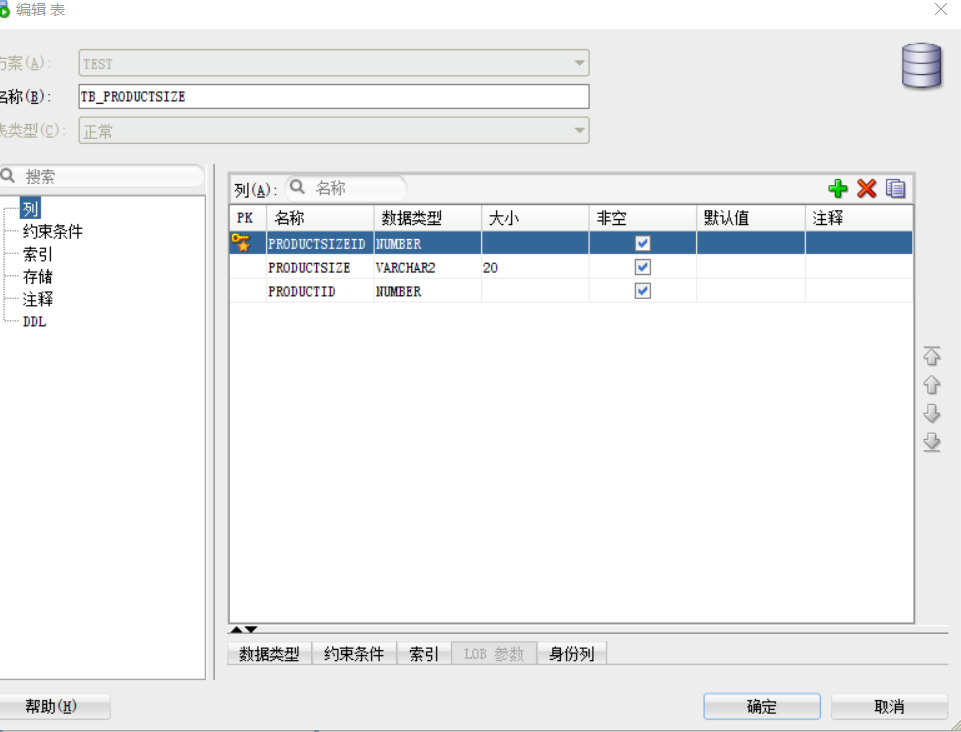 编辑 表
方案(A):
TEST
名称(B):
TB_PRODUCTSIZE
表类型(C):
正常
搜索
列
约束条件
索引
存储
注释
DDL
列(A):
名称
PK 名称 数据类型 大小 非空 默认值 注释
PRODUCTSIZEID NUMBER
PRODUCTSIZE VARCHAR2 20
PRODUCTID NUMBER
数据类型 约束条件 索引 LOB 参数 身份列
帮助(H) 确定 取消